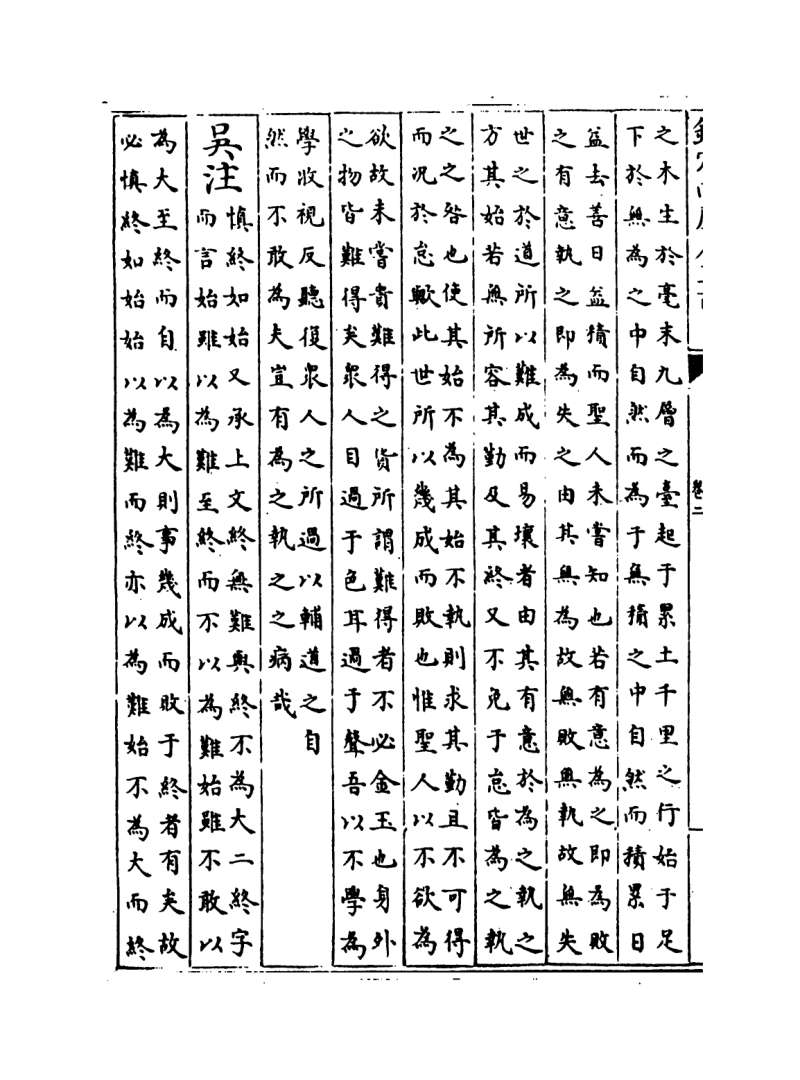 卷二
之木生於毫末九層之臺起于累土千里之行始于足
下於無為之中自然而為于無積之中自然而積累日
益去善日益積而聖人未嘗知也若有意為之即為敗
之有意執之即為失之由其無為故無敗無執故無失
世之於道所以難成而易壞者由其有意於為之執之
方其始若無所容其勤及其終又不免于怠皆為之執
之之咎也使其始不為其始不執則求其勤且不可得
而況於怠歟此世所以幾成而敗也惟聖人以不欲為
欲故未嘗貴難得之貨所謂難得者不必金玉也身外
之物皆難得矣衆人目過于色耳過于聲吾以不學為
學收視反聽復衆人之所過以輔道之自
然而不敢為夫豈有為之執之之病哉
吳注
慎終如始又承上文終無難與終不為大二終字
而言始雖以為難至終而不以為難始雖不敢以
為大至終而自以為大則事幾成而敗于終者有矣故
必慎終如始始以為難而終亦以為難始不為大而終